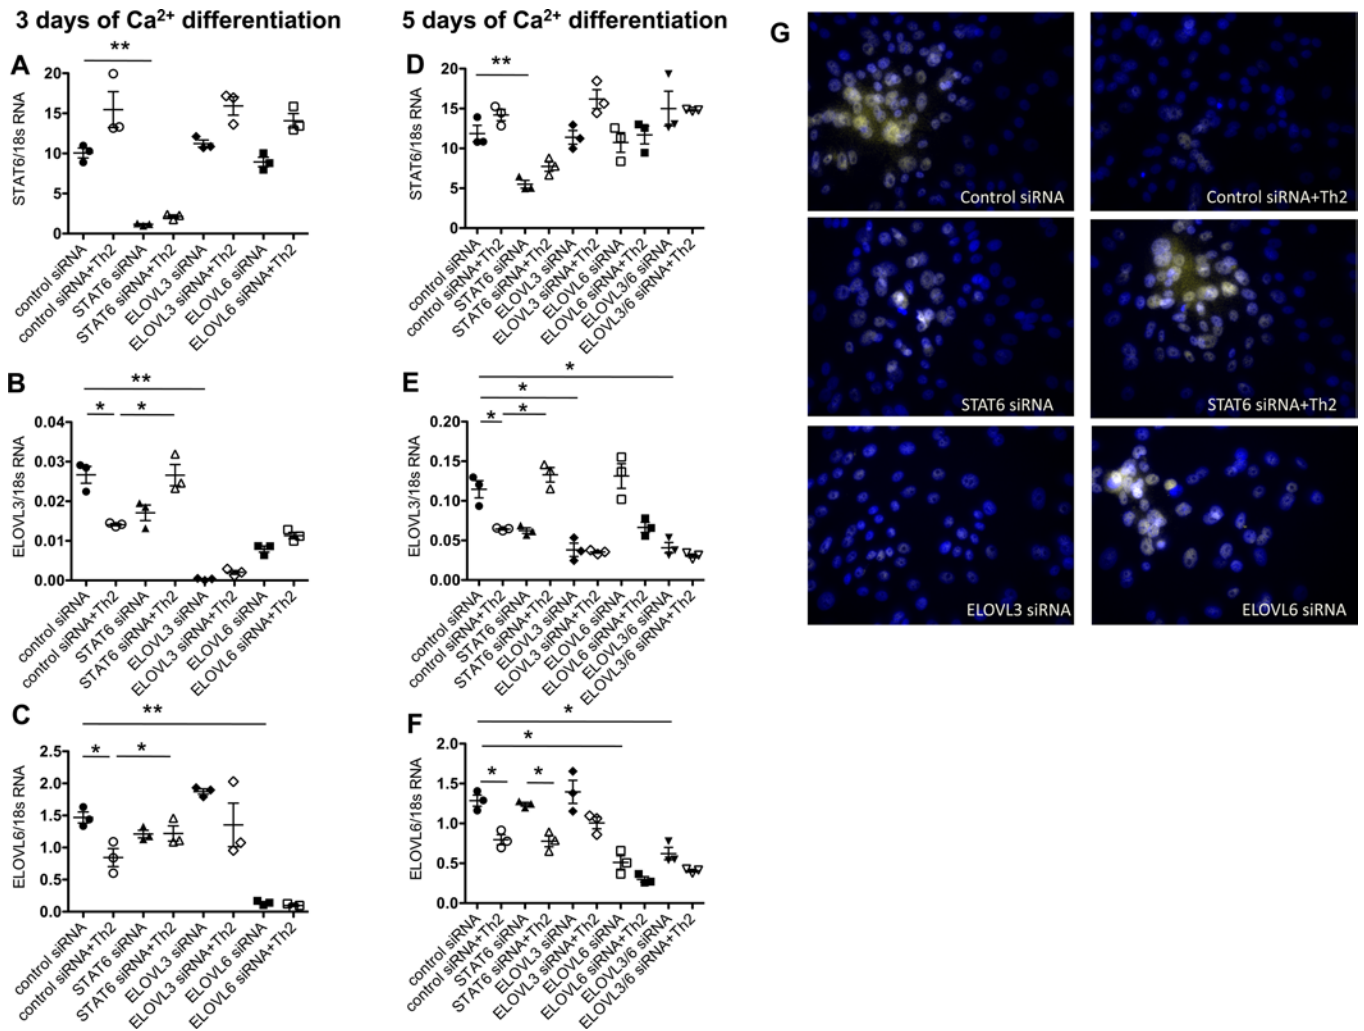 3 days of Ca2+ differentiation
5 days of Ca2+ differentiation
A
**
STAT6/18s RNA
20
15
10
5
0
control siRNA
control siRNA+Th2
STAT6 siRNA
STAT6 siRNA+Th2
ELOVL3 siRNA
ELOVL3 siRNA+Th2
ELOVL6 siRNA
ELOVL6 siRNA+Th2
B
**
*
*
ELOVL3/18s RNA
0.04
0.03
0.02
0.01
0.00
control siRNA
control siRNA+Th2
STAT6 siRNA
STAT6 siRNA+Th2
ELOVL3 siRNA
ELOVL3 siRNA+Th2
ELOVL6 siRNA
ELOVL6 siRNA+Th2
C
**
*
*
ELOVL6/18s RNA
2.5
2.0
1.5
1.0
0.5
0.0
control siRNA
control siRNA+Th2
STAT6 siRNA
STAT6 siRNA+Th2
ELOVL3 siRNA
ELOVL3 siRNA+Th2
ELOVL6 siRNA
ELOVL6 siRNA+Th2
D
**
STAT6/18s RNA
20
15
10
5
0
control siRNA
control siRNA+Th2
STAT6 siRNA
STAT6 siRNA+Th2
ELOVL3 siRNA
ELOVL3 siRNA+Th2
ELOVL6 siRNA
ELOVL6 siRNA+Th2
ELOVL3/6 siRNA
ELOVL3/6 siRNA+Th2
E
*
*
*
*
ELOVL3/18s RNA
0.20
0.15
0.10
0.05
0.00
control siRNA
control siRNA+Th2
STAT6 siRNA
STAT6 siRNA+Th2
ELOVL3 siRNA
ELOVL3 siRNA+Th2
ELOVL6 siRNA
ELOVL6 siRNA+Th2
ELOVL3/6 siRNA
ELOVL3/6 siRNA+Th2
F
*
*
*
*
ELOVL6/18s RNA
2.0
1.5
1.0
0.5
0.0
control siRNA
control siRNA+Th2
STAT6 siRNA
STAT6 siRNA+Th2
ELOVL3 siRNA
ELOVL3 siRNA+Th2
ELOVL6 siRNA
ELOVL6 siRNA+Th2
ELOVL3/6 siRNA
ELOVL3/6 siRNA+Th2
G
Control siRNA
Control siRNA+Th2
STAT6 siRNA
STAT6 siRNA+Th2
ELOVL3 siRNA
ELOVL6 siRNA